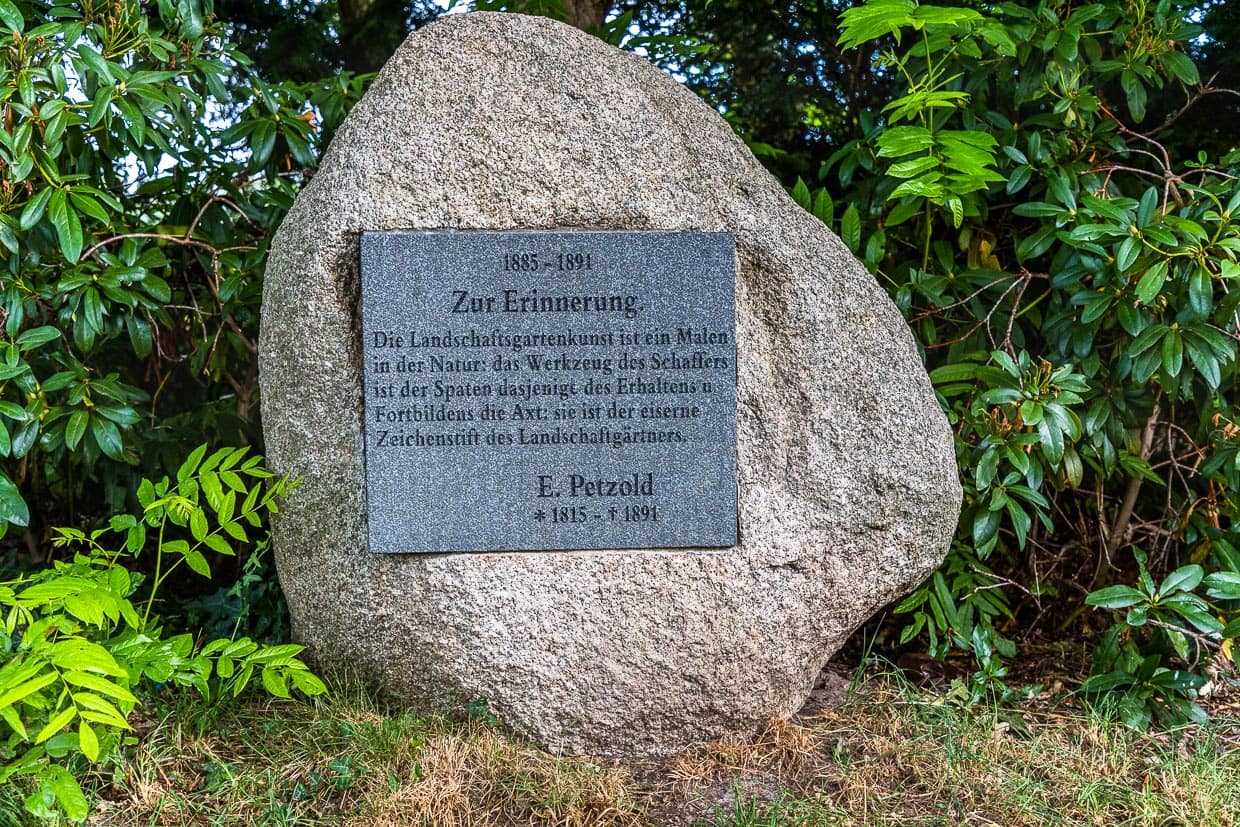 1885 - 1891
Zur Erinnerung.
Die Landschaftsgartenkunst ist ein Malen
in der Natur: das Werkzeug des Schaffers
ist der Spaten dasjenigt des Erhaltens u.
Fortbildens die Axt: sie ist der eiserne
Zeichenstift des Landschaftgärtners.
E. Petzold
* 1815 - † 1891